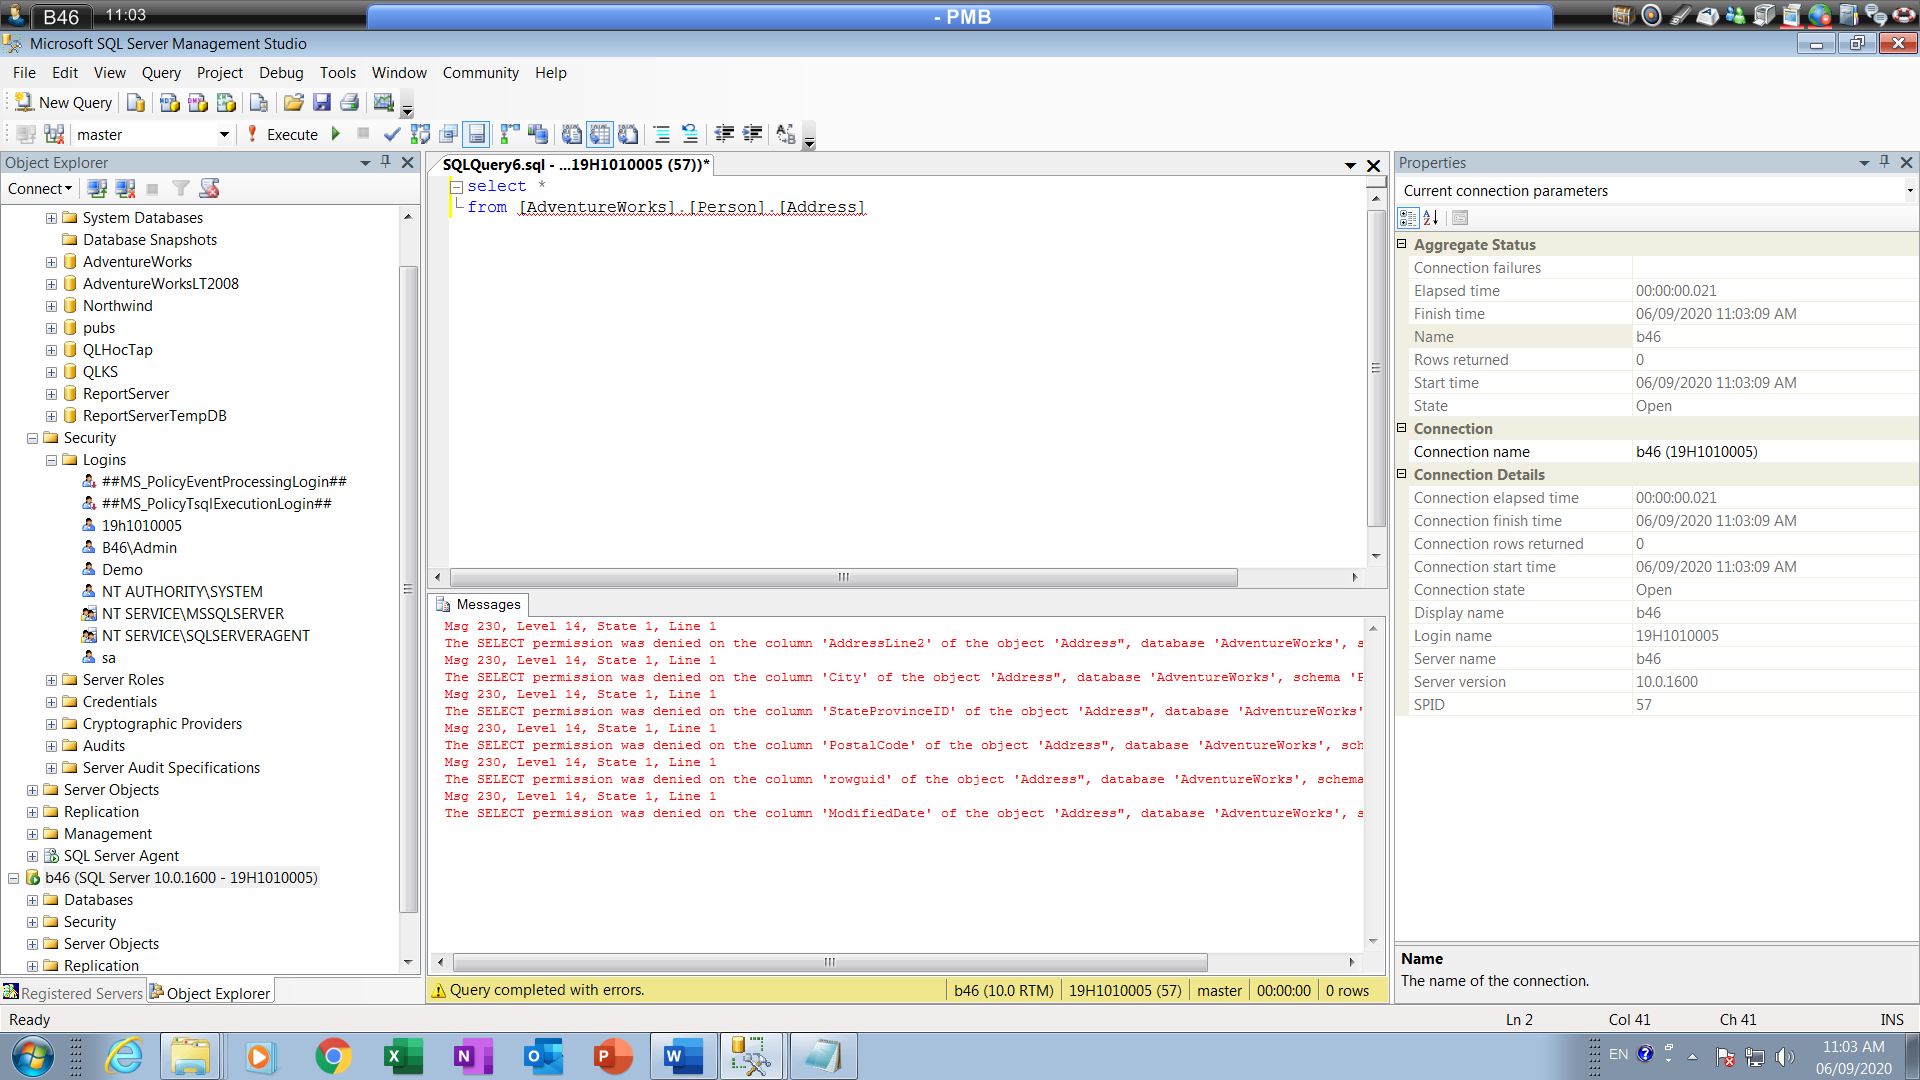 B46 11:03 - PMB
Microsoft SQL Server Management Studio
File Edit View Query Project Debug Tools Window Community Help
New Query
master Execute
Object Explorer
Connect
System Databases
Database Snapshots
AdventureWorks
AdventureWorksLT2008
Northwind
pubs
QLHocTap
QLKS
ReportServer
ReportServerTempDB
Security
Logins
##MS_PolicyEventProcessingLogin##
##MS_PolicyTsqlExecutionLogin##
19h1010005
B46\Admin
Demo
NT AUTHORITY\SYSTEM
NT SERVICE\MSSQLSERVER
NT SERVICE\SQLSERVERAGENT
sa
Server Roles
Credentials
Cryptographic Providers
Audits
Server Audit Specifications
Server Objects
Replication
Management
SQL Server Agent
b46 (SQL Server 10.0.1600 - 19H1010005)
Databases
Security
Server Objects
Replication
Registered Servers Object Explorer
SQLQuery6.sql - ...19H1010005 (57))*
select *
from [AdventureWorks].[Person].[Address]
Messages
Msg 230, Level 14, State 1, Line 1
The SELECT permission was denied on the column 'AddressLine2' of the object 'Address", database 'AdventureWorks', s
Msg 230, Level 14, State 1, Line 1
The SELECT permission was denied on the column 'City' of the object 'Address", database 'AdventureWorks', schema 'P
Msg 230, Level 14, State 1, Line 1
The SELECT permission was denied on the column 'StateProvinceID' of the object 'Address", database 'AdventureWorks'
Msg 230, Level 14, State 1, Line 1
The SELECT permission was denied on the column 'PostalCode' of the object 'Address", database 'AdventureWorks', sch
Msg 230, Level 14, State 1, Line 1
The SELECT permission was denied on the column 'rowguid' of the object 'Address", database 'AdventureWorks', schema
Msg 230, Level 14, State 1, Line 1
The SELECT permission was denied on the column 'ModifiedDate' of the object 'Address", database 'AdventureWorks', s
Query completed with errors. b46 (10.0 RTM) 19H1010005 (57) master 00:00:00 0 rows
Properties
Current connection parameters
Aggregate Status
Connection failures
Elapsed time 00:00:00.021
Finish time 06/09/2020 11:03:09 AM
Name b46
Rows returned 0
Start time 06/09/2020 11:03:09 AM
State Open
Connection
Connection name b46 (19H1010005)
Connection Details
Connection elapsed time 00:00:00.021
Connection finish time 06/09/2020 11:03:09 AM
Connection rows returned 0
Connection start time 06/09/2020 11:03:09 AM
Connection state Open
Display name b46
Login name 19H1010005
Server name b46
Server version 10.0.1600
SPID 57
Name
The name of the connection.
Ready Ln 2 Col 41 Ch 41 INS
EN 11:03 AM
06/09/2020